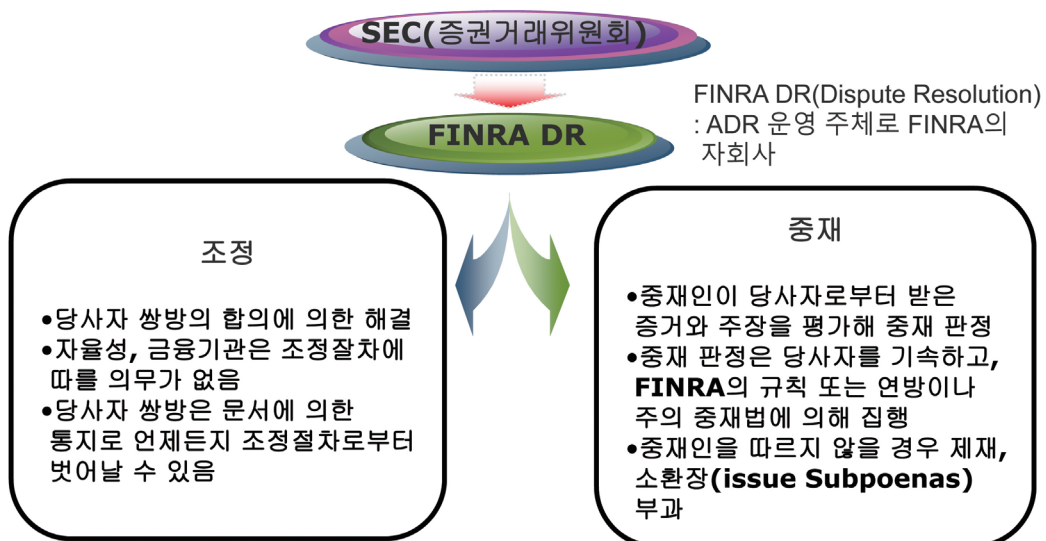 SEC(증권거래위원회)
FINRA DR
FINRA DR(Dispute Resolution)
: ADR 운영 주체로 FINRA의
자회사
조정
•당사자 쌍방의 합의에 의한 해결
•자율성, 금융기관은 조정잘차에
따를 의무가 없음
•당사자 쌍방은 문서에 의한
통지로 언제든지 조정절차로부터
벗어날 수 있음
중재
•중재인이 당사자로부터 받은
증거와 주장을 평가해 중재 판정
•중재 판정은 당사자를 기속하고,
FINRA의 규칙 또는 연방이나
주의 중재법에 의해 집행
•중재인을 따르지 않을 경우 제재,
소환장(issue Subpoenas)
부과